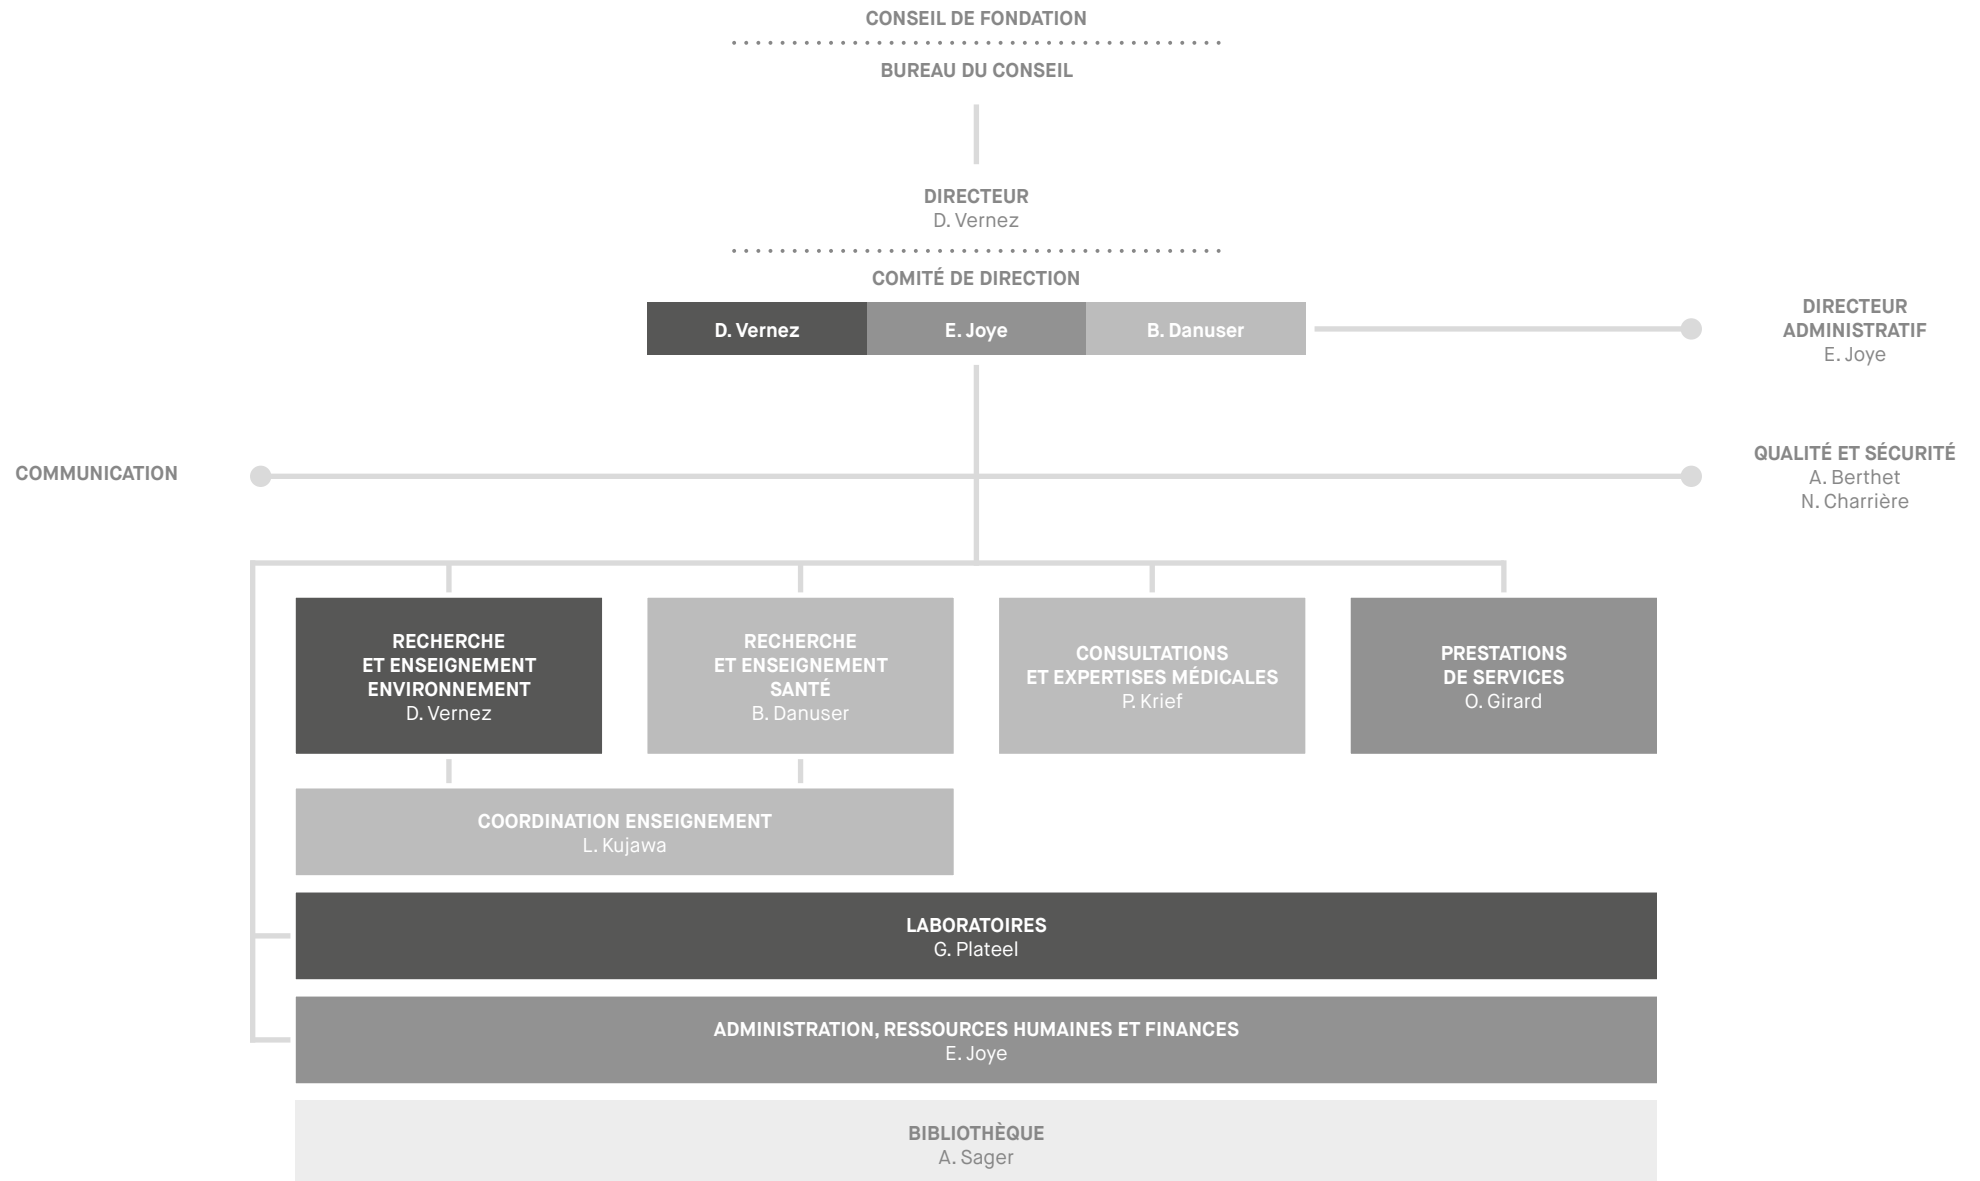 CONSEIL DE FONDATION
BUREAU DU CONSEIL
DIRECTEUR
D. Vernez
COMITÉ DE DIRECTION
D. Vernez
E. Joye
B. Danuser
DIRECTEUR
ADMINISTRATIF
E. Joye
COMMUNICATION
QUALITÉ ET SÉCURITÉ
A. Berthet
N. Charrière
RECHERCHE
ET ENSEIGNEMENT
ENVIRONNEMENT
D. Vernez
RECHERCHE
ET ENSEIGNEMENT
SANTÉ
B. Danuser
CONSULTATIONS
ET EXPERTISES MÉDICALES
P. Krief
PRESTATIONS
DE SERVICES
O. Girard
COORDINATION ENSEIGNEMENT
L. Kujawa
LABORATOIRES
G. Plateel
ADMINISTRATION, RESSOURCES HUMAINES ET FINANCES
E. Joye
BIBLIOTHÈQUE
A. Sager